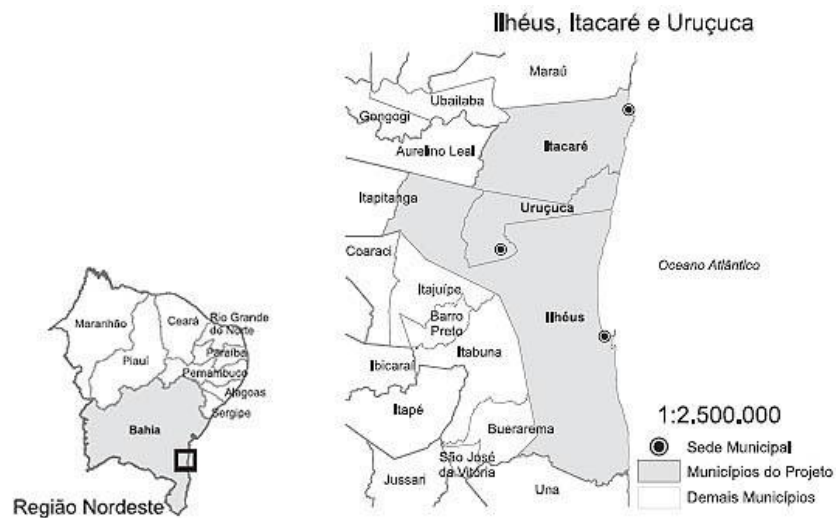 Ilhéus, Itacaré e Uruçuca
Maraú
Ubailaba
Gongogi
Aurelino Leal
Itacaré
Itapitanga
Uruçuca
Coaraci
Oceano Atlântico
Itajuípe
Barro
Preto
Ilhéus
Itabuna
Ibicaraí
Itapé
Buerarema
São José
da Vitória
Jussari
Una
Maranhão
Ceará
Rio Grande
do Norte
Paraíba
Piauí
Pernambuco
Alagoas
Sergipe
Bahia
Região Nordeste
1:2.500.000
Sede Municipal
Municípios do Projeto
Demais Municípios